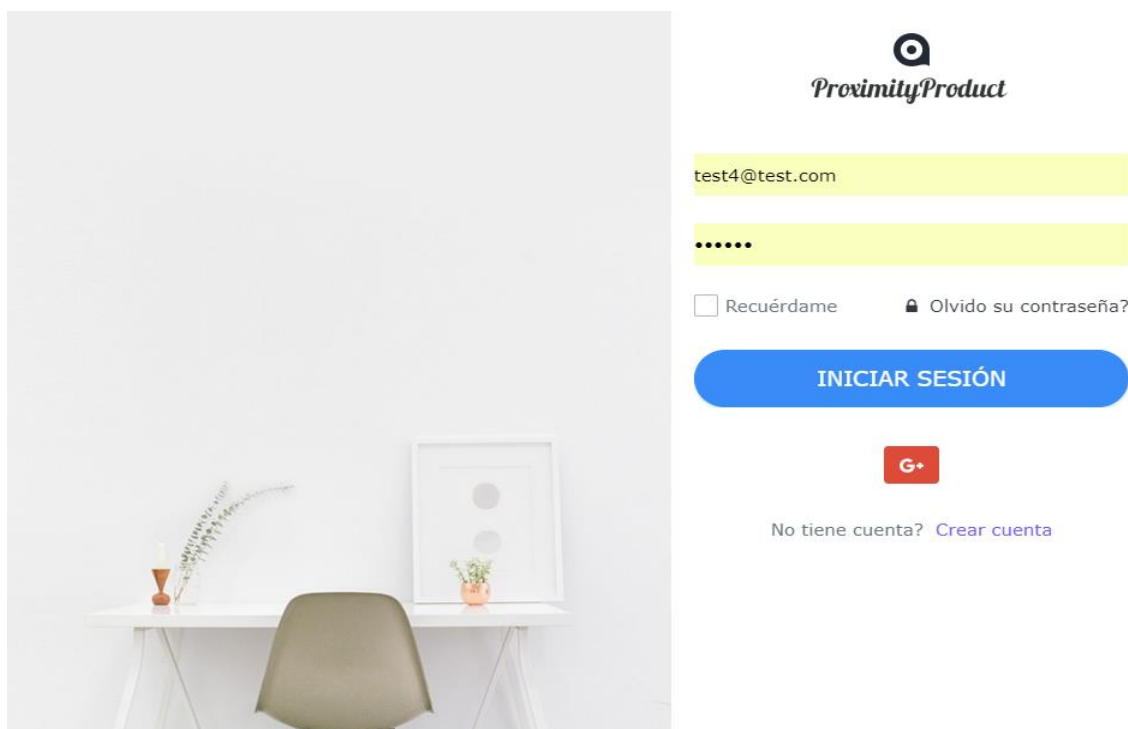 ProximityProduct
test4@test.com
••••••
Recuérdame
Olvido su contraseña?
INICIAR SESIÓN
G+
No tiene cuenta? Crear cuenta